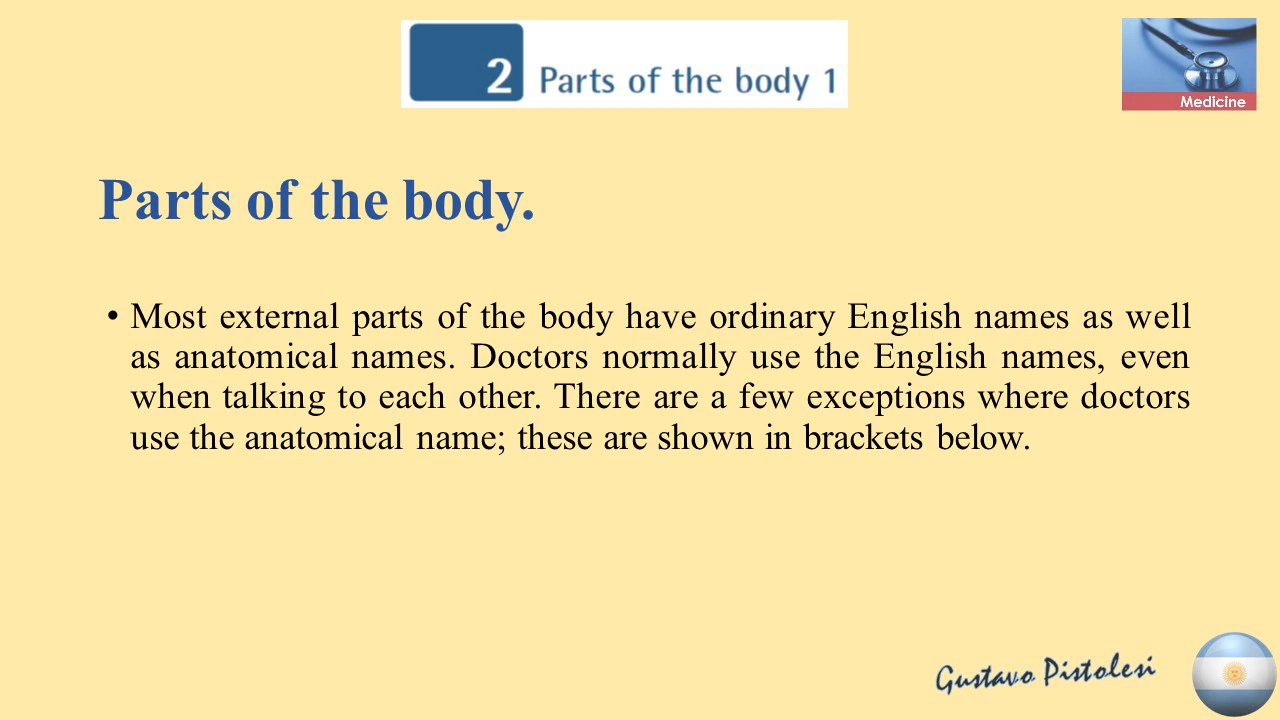 2 Parts of the body 1
Medicine
Parts of the body.
• Most external parts of the body have ordinary English names as well
as anatomical names. Doctors normally use the English names, even
when talking to each other. There are a few exceptions where doctors
use the anatomical name; these are shown in brackets below.
Gustavo Pistolesi